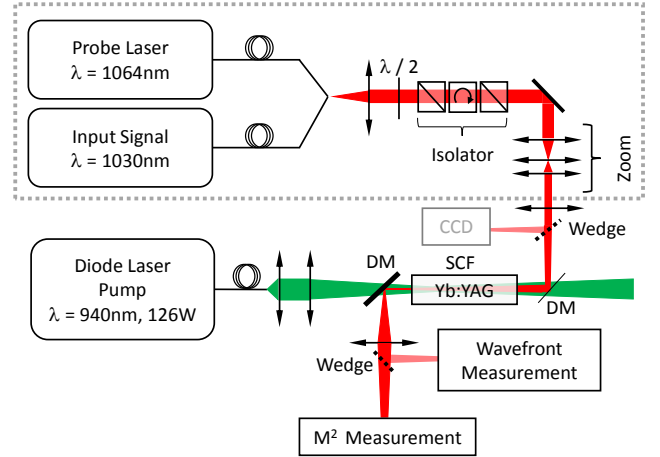 Probe Laser
λ = 1064nm
λ / 2
Input Signal
λ = 1030nm
Isolator
Zoom
CCD
Wedge
Diode Laser
Pump
λ = 940nm, 126W
DM
SCF
Yb:YAG
DM
Wedge
Wavefront
Measurement
M² Measurement